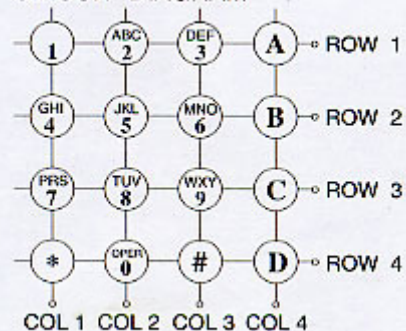 ABC DEF
1 2 3 A ROW 1
GHI JKL MNO
4 5 6 B ROW 2
PRS TUV WXY
7 8 9 C ROW 3
OPER
* 0 # D ROW 4
COL 1 COL 2 COL 3 COL 4